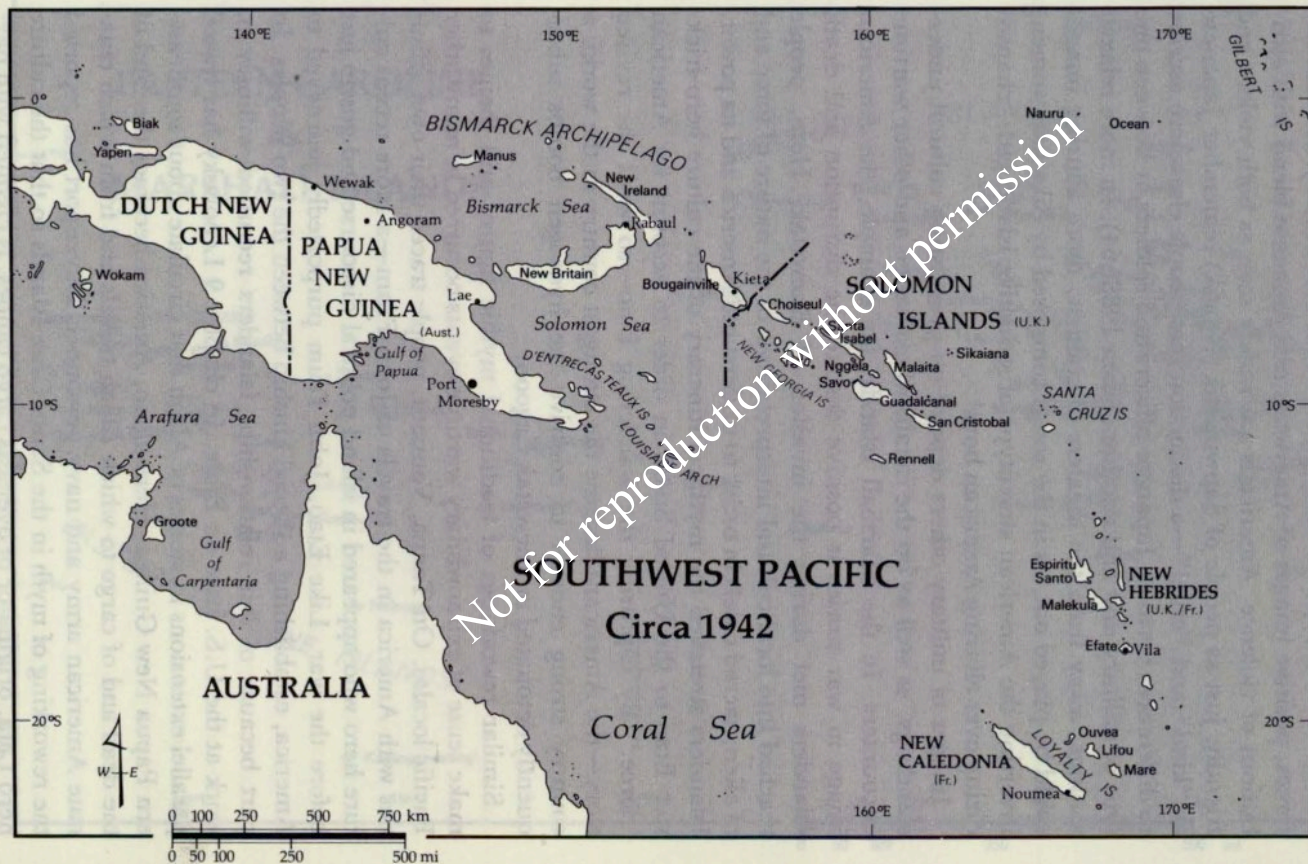 140°E
150°E
160°E
170°E
GILBERT
IS
0°
Biak
Yapen
BISMARCK ARCHIPELAGO
Nauru
Ocean
Manus
Wewak
New
Ireland
DUTCH NEW
GUINEA
Bismarck Sea
Angoram
Rabaul
PAPUA
NEW
GUINEA
(Aust.)
Wokam
New Britain
Bougainville
Kieta
SOLOMON
ISLANDS (U.K.)
Lae
Choiseul
Solomon Sea
Santa
Isabel
Sikaiana
Gulf of
Papua
D'ENTRECASTEAUX IS
NEW GEORGIA IS
Nggela
Malaita
Savo
Port
Moresby
Guadalcanal
SANTA
CRUZ IS
10°S
10°S
Arafura Sea
LOUISIADE ARCH
San Cristobal
Rennell
Groote
Gulf
of
Carpentaria
SOUTHWEST PACIFIC
Circa 1942
Espiritu
Santo
NEW
HEBRIDES
(U.K./Fr.)
Malekula
Efate
Vila
AUSTRALIA
20°S
20°S
Coral Sea
Ouvea
Lifou
Mare
LOYALTY IS
NEW
CALEDONIA
(Fr.)
Noumea
W E
160°E
170°E
0 100 250 500 750 km
0 50 100 250 500 mi
Not for reproduction without permission